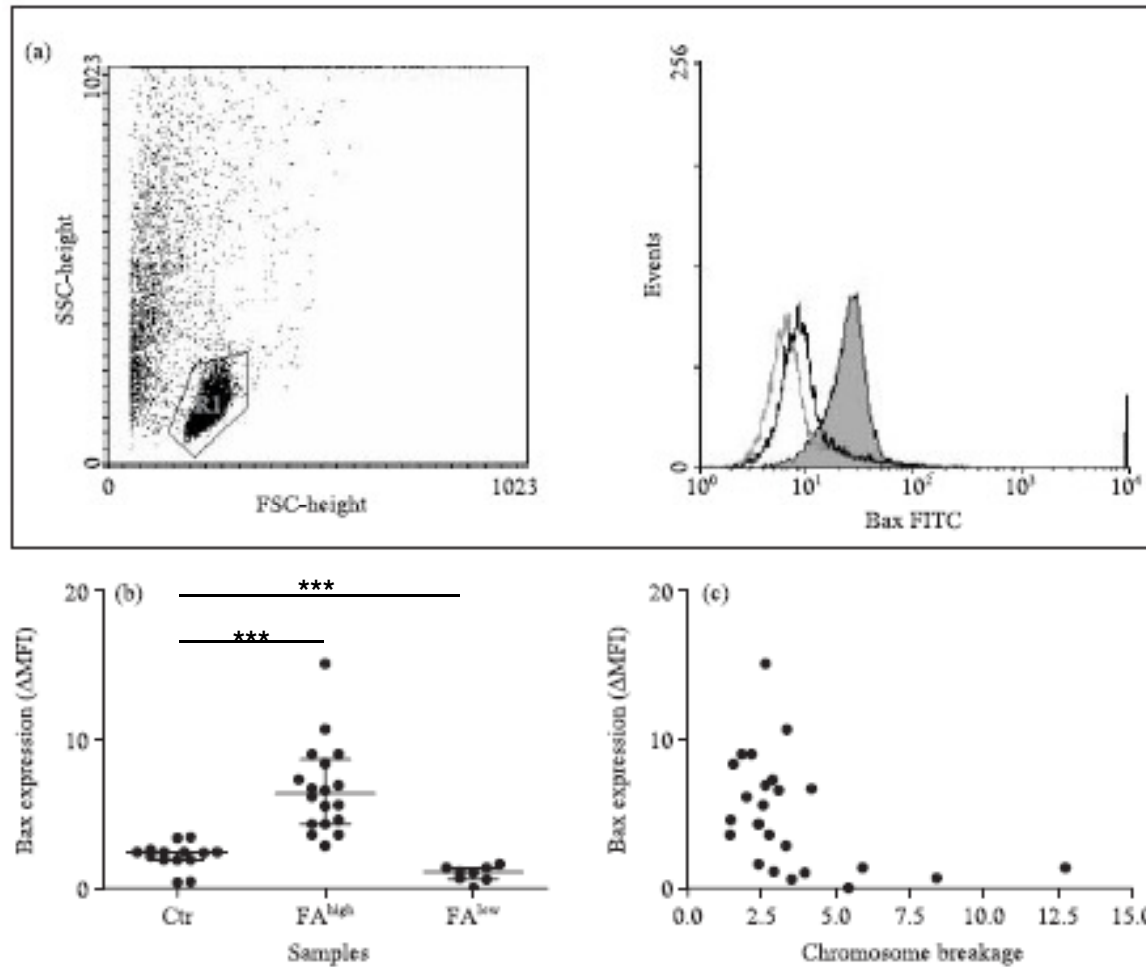 (a)
1023
SSC-height
0
R1
0
1023
FSC-height
256
Events
0
10⁰
10¹
10²
10³
10⁴
Bax FITC
(b)
20
10
0
Bax expression (ΔMFI)
***
***
Ctr
FAʰⁱᵍʰ
FAˡᵒʷ
Samples
(c)
20
10
0
Bax expression (ΔMFI)
0.0
2.5
5.0
7.5
10.0
12.5
15.0
Chromosome breakage